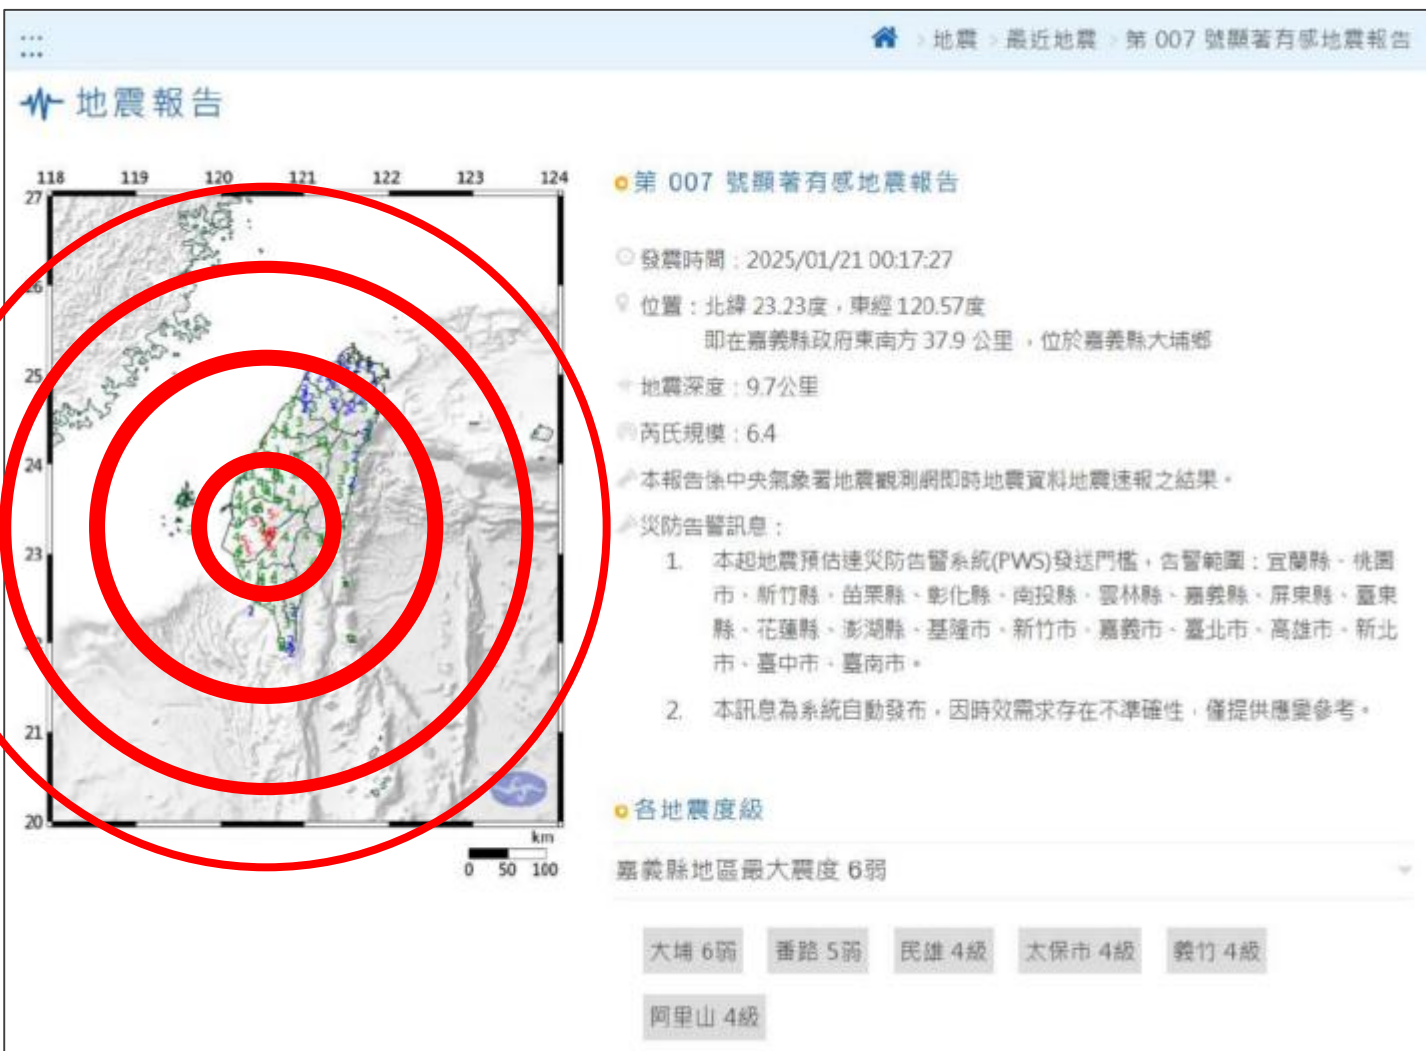 地震 > 最近地震 > 第 007 號顯著有感地震報告
地震報告
118 119 120 121 122 123 124
27
26
25
24
23
22
21
20
km
0 50 100
第 007 號顯著有感地震報告
發震時間：2025/01/21 00:17:27
位置：北緯 23.23度，東經 120.57度
即在嘉義縣政府東南方 37.9 公里，位於嘉義縣大埔鄉
地震深度：9.7公里
芮氏規模：6.4
本報告係中央氣象署地震觀測網即時地震資料地震速報之結果。
災防告警訊息：
1. 本起地震預估達災防告警系統(PWS)發送門檻，告警範圍：宜蘭縣、桃園
市、新竹縣、苗栗縣、彰化縣、南投縣、雲林縣、嘉義縣、屏東縣、臺東
縣、花蓮縣、澎湖縣、基隆市、新竹市、嘉義市、臺北市、高雄市、新北
市、臺中市、臺南市。
2. 本訊息為系統自動發布，因時效需求存在不準確性，僅提供應變參考。
各地震度級
嘉義縣地區最大震度 6弱
大埔 6弱 番路 5弱 民雄 4級 太保市 4級 義竹 4級
阿里山 4級